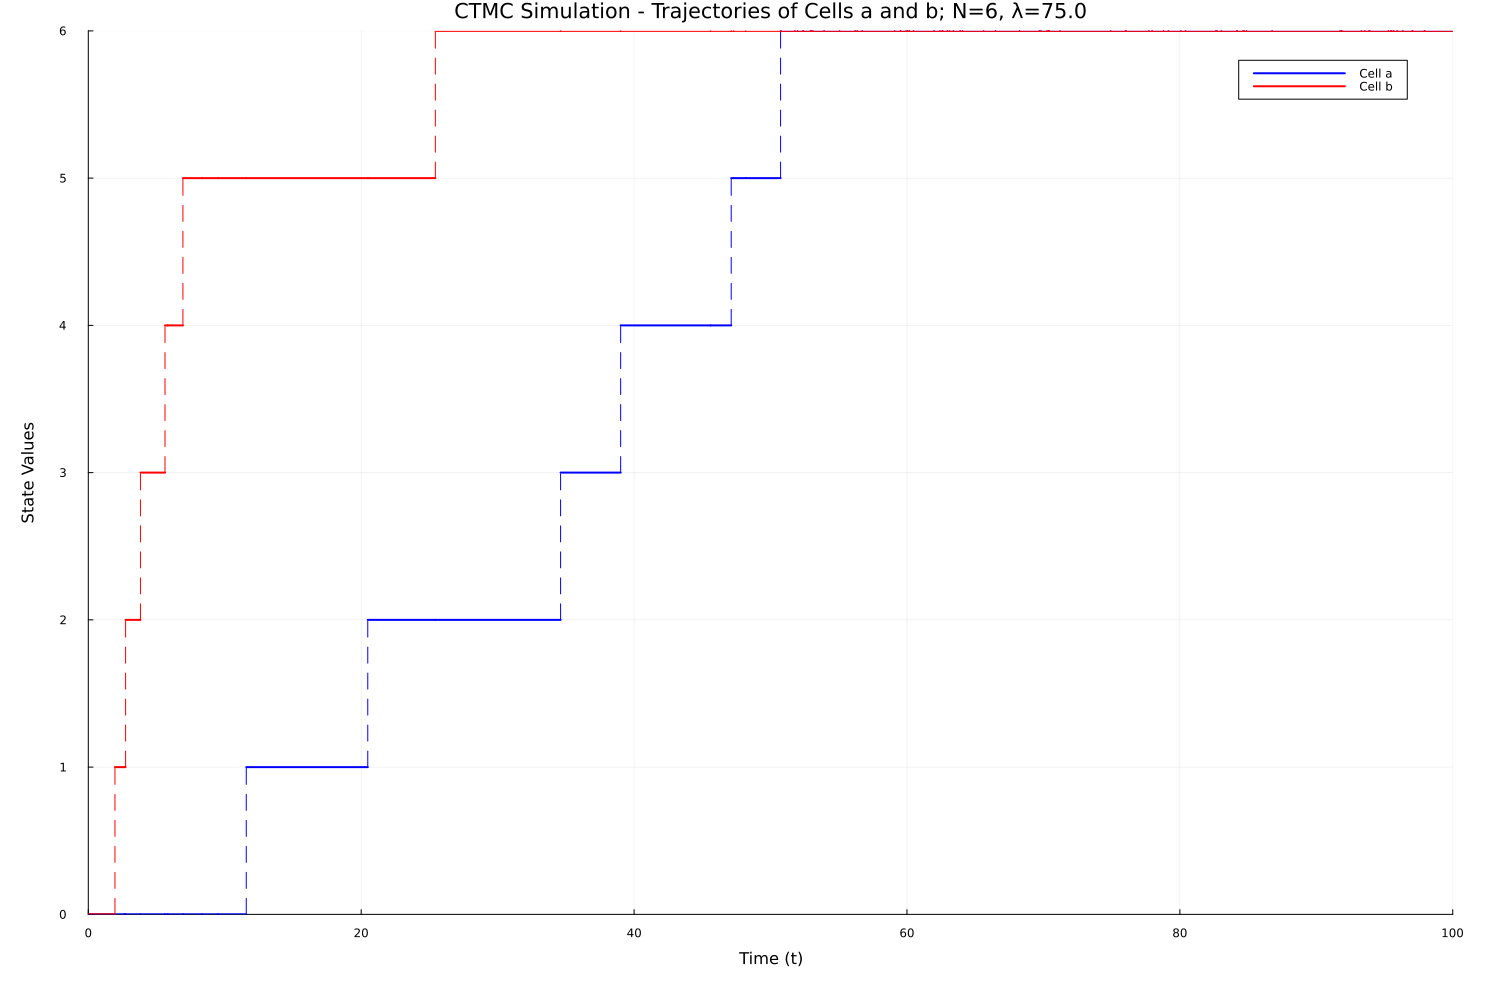 CTMC Simulation - Trajectories of Cells a and b; N=6, λ=75.0
6
Cell a
Cell b
5
4
State Values
3
2
1
0
0 20 40 60 80 100
Time (t)